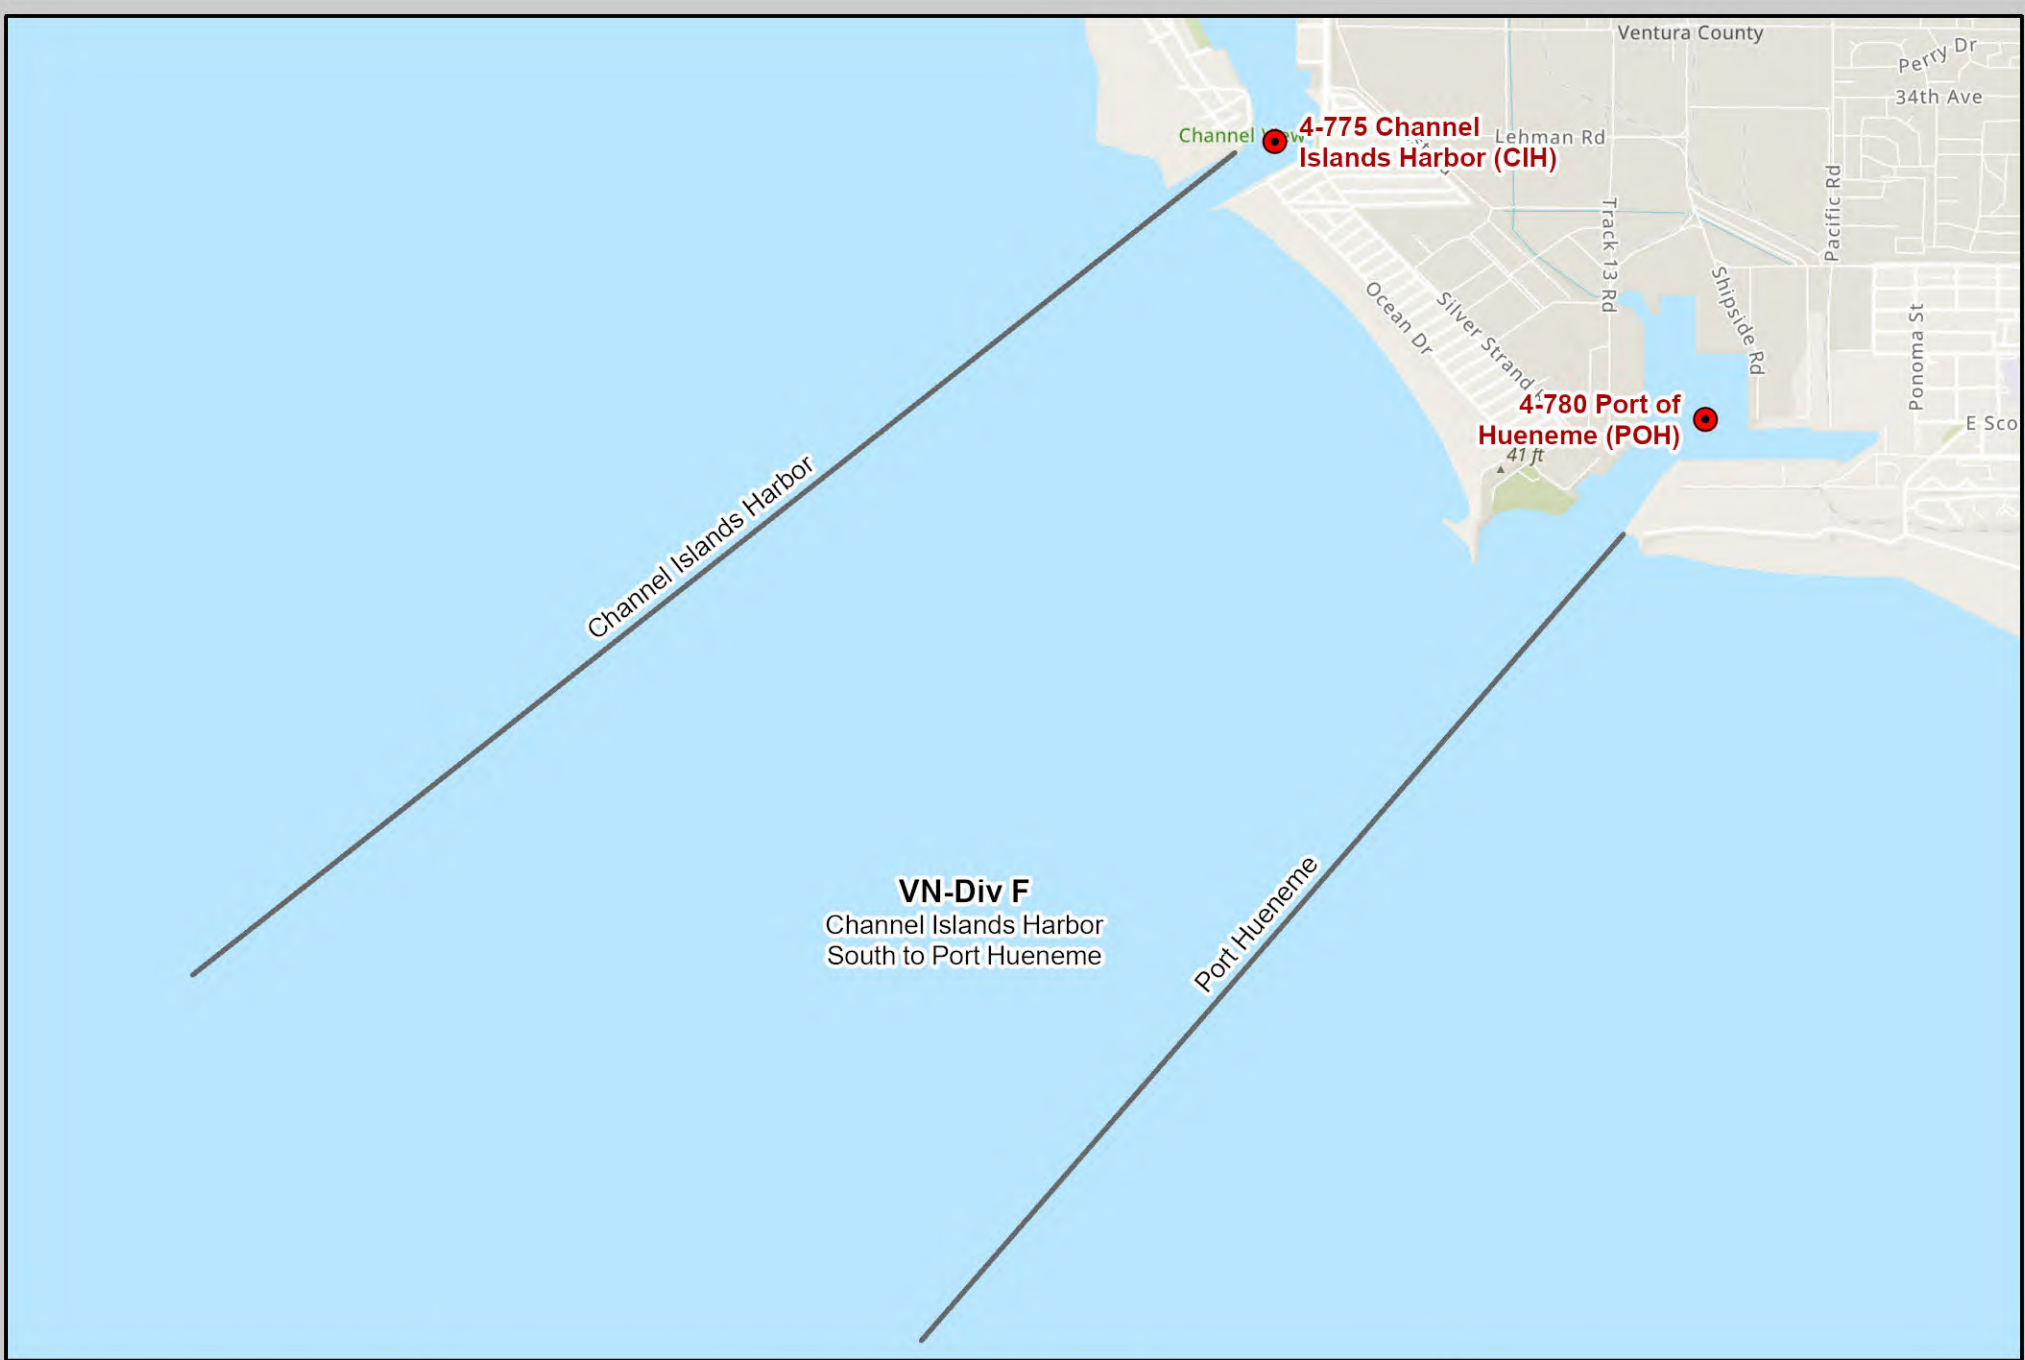 Ventura County
Perry Dr
34th Ave
Channel View
4-775 Channel
Islands Harbor (CIH)
Lehman Rd
Pacific Rd
Track 13 Rd
Shipside Rd
Ocean Dr
Silver Strand
Ponoma St
4-780 Port of
Hueneme (POH)
E Sco
41 ft
Channel Islands Harbor
Port Hueneme
VN-Div F
Channel Islands Harbor
South to Port Hueneme